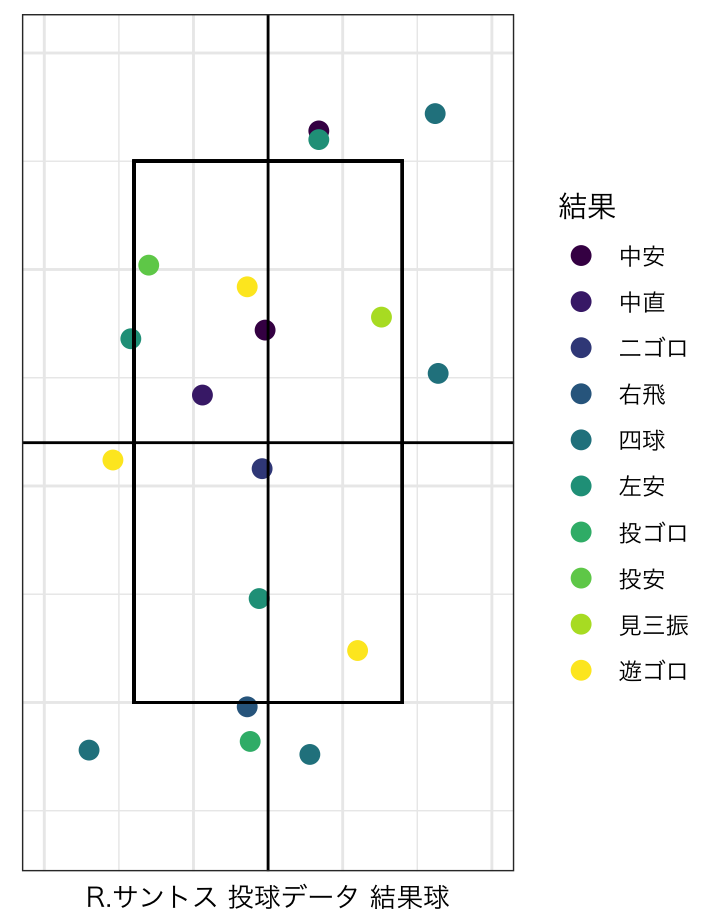 結果
中安
中直
ニゴロ
右飛
四球
左安
投ゴロ
投安
見三振
遊ゴロ
R.サントス 投球データ 結果球